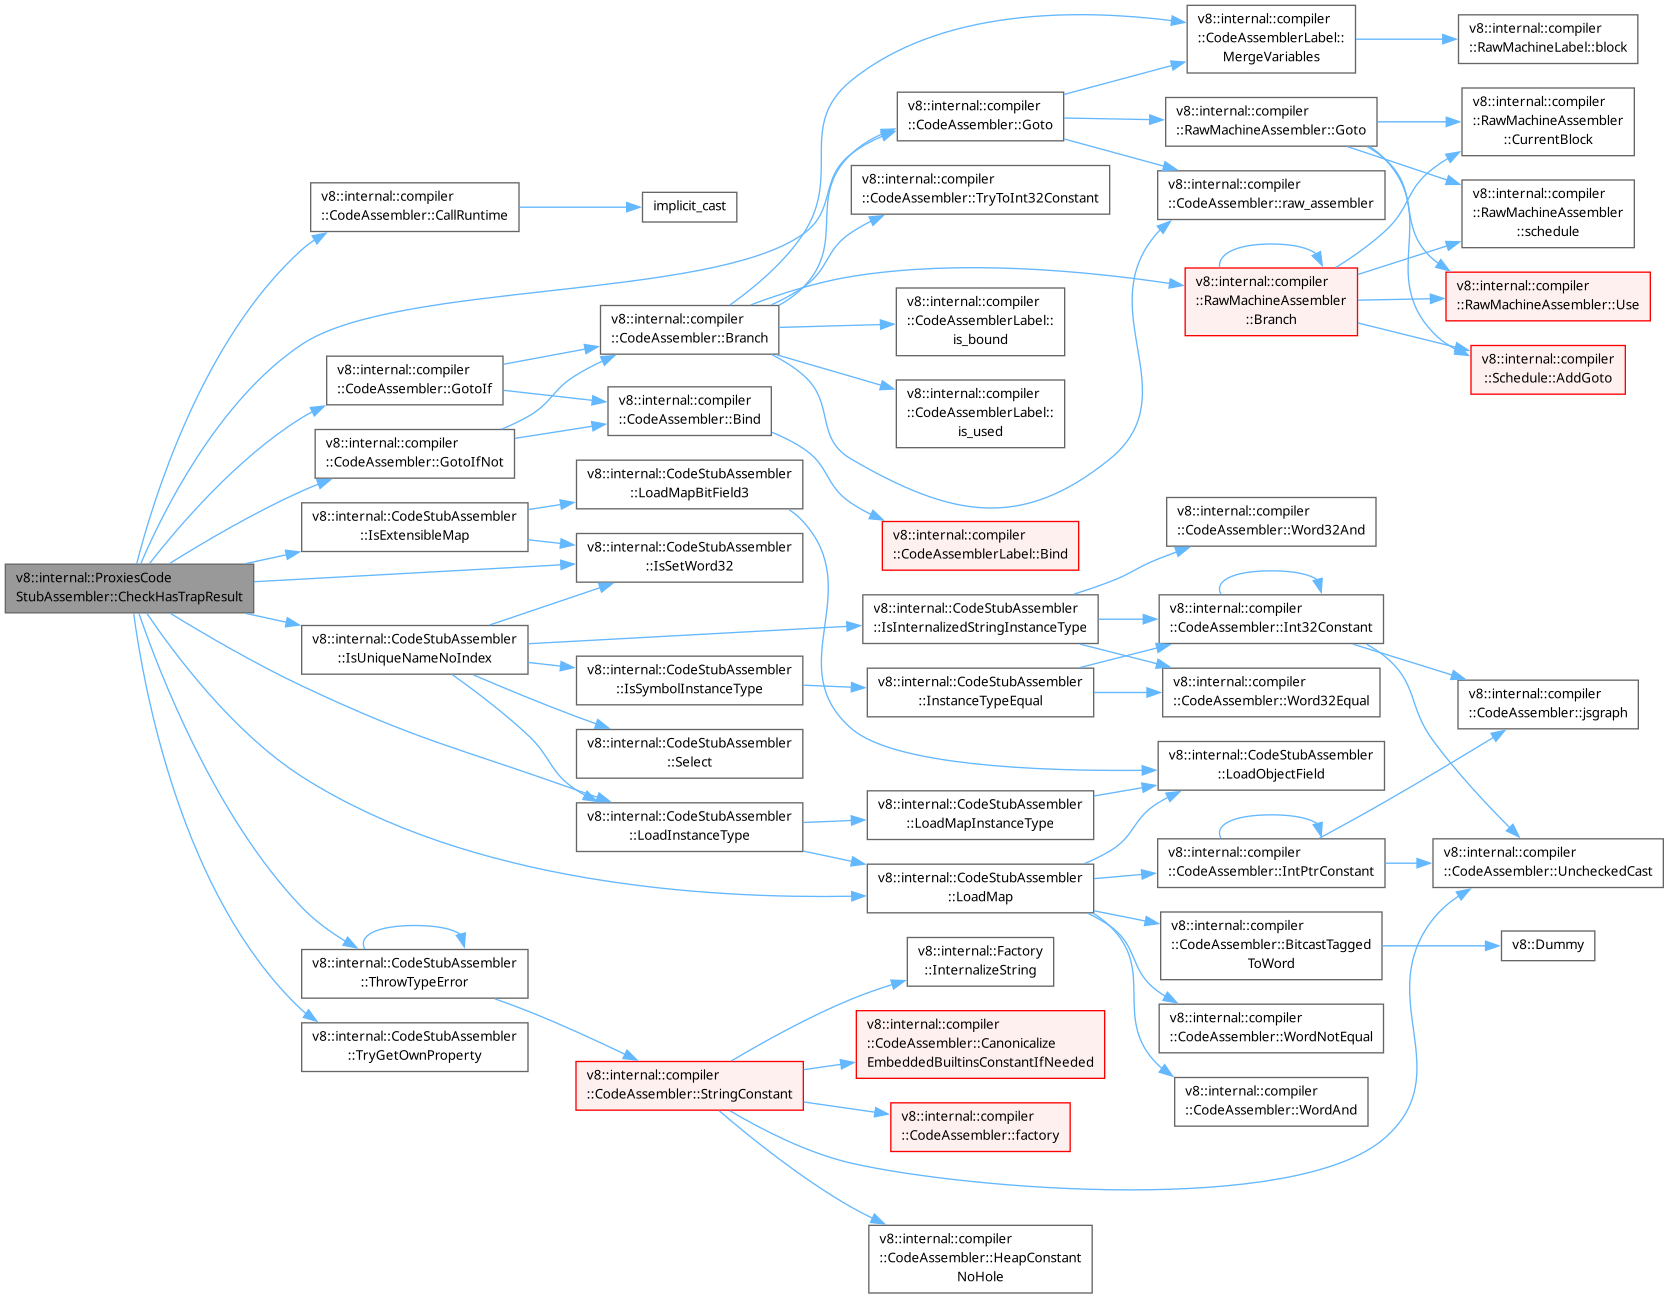 v8::internal::ProxiesCode
StubAssembler::CheckHasTrapResult
v8::internal::compiler
::CodeAssembler::CallRuntime
implicit_cast
v8::internal::compiler
::CodeAssembler::GotoIf
v8::internal::compiler
::CodeAssembler::GotoIfNot
v8::internal::CodeStubAssembler
::IsExtensibleMap
v8::internal::CodeStubAssembler
::IsUniqueNameNoIndex
v8::internal::CodeStubAssembler
::ThrowTypeError
v8::internal::CodeStubAssembler
::TryGetOwnProperty
v8::internal::compiler
::CodeAssembler::Branch
v8::internal::compiler
::CodeAssembler::Bind
v8::internal::CodeStubAssembler
::LoadMapBitField3
v8::internal::CodeStubAssembler
::IsSetWord32
v8::internal::CodeStubAssembler
::IsSymbolInstanceType
v8::internal::CodeStubAssembler
::Select
v8::internal::CodeStubAssembler
::LoadInstanceType
v8::internal::compiler
::CodeAssembler::StringConstant
v8::internal::compiler
::CodeAssembler::Goto
v8::internal::compiler
::CodeAssembler::TryToInt32Constant
v8::internal::compiler
::CodeAssemblerLabel::
is_bound
v8::internal::compiler
::CodeAssemblerLabel::
is_used
v8::internal::compiler
::CodeAssemblerLabel::Bind
v8::internal::CodeStubAssembler
::IsInternalizedStringInstanceType
v8::internal::CodeStubAssembler
::InstanceTypeEqual
v8::internal::CodeStubAssembler
::LoadMapInstanceType
v8::internal::CodeStubAssembler
::LoadMap
v8::internal::Factory
::InternalizeString
v8::internal::compiler
::CodeAssembler::Canonicalize
EmbeddedBuiltinsConstantIfNeeded
v8::internal::compiler
::CodeAssembler::factory
v8::internal::compiler
::CodeAssembler::HeapConstant
NoHole
v8::internal::compiler
::CodeAssemblerLabel::
MergeVariables
v8::internal::compiler
::RawMachineAssembler::Goto
v8::internal::compiler
::CodeAssembler::raw_assembler
v8::internal::compiler
::RawMachineAssembler
::Branch
v8::internal::compiler
::CodeAssembler::Word32And
v8::internal::compiler
::CodeAssembler::Int32Constant
v8::internal::compiler
::CodeAssembler::Word32Equal
v8::internal::CodeStubAssembler
::LoadObjectField
v8::internal::compiler
::CodeAssembler::IntPtrConstant
v8::internal::compiler
::CodeAssembler::BitcastTagged
ToWord
v8::internal::compiler
::CodeAssembler::WordNotEqual
v8::internal::compiler
::CodeAssembler::WordAnd
v8::internal::compiler
::RawMachineLabel::block
v8::internal::compiler
::RawMachineAssembler
::CurrentBlock
v8::internal::compiler
::RawMachineAssembler
::schedule
v8::internal::compiler
::RawMachineAssembler::Use
v8::internal::compiler
::Schedule::AddGoto
v8::internal::compiler
::CodeAssembler::jsgraph
v8::internal::compiler
::CodeAssembler::UncheckedCast
v8::Dummy